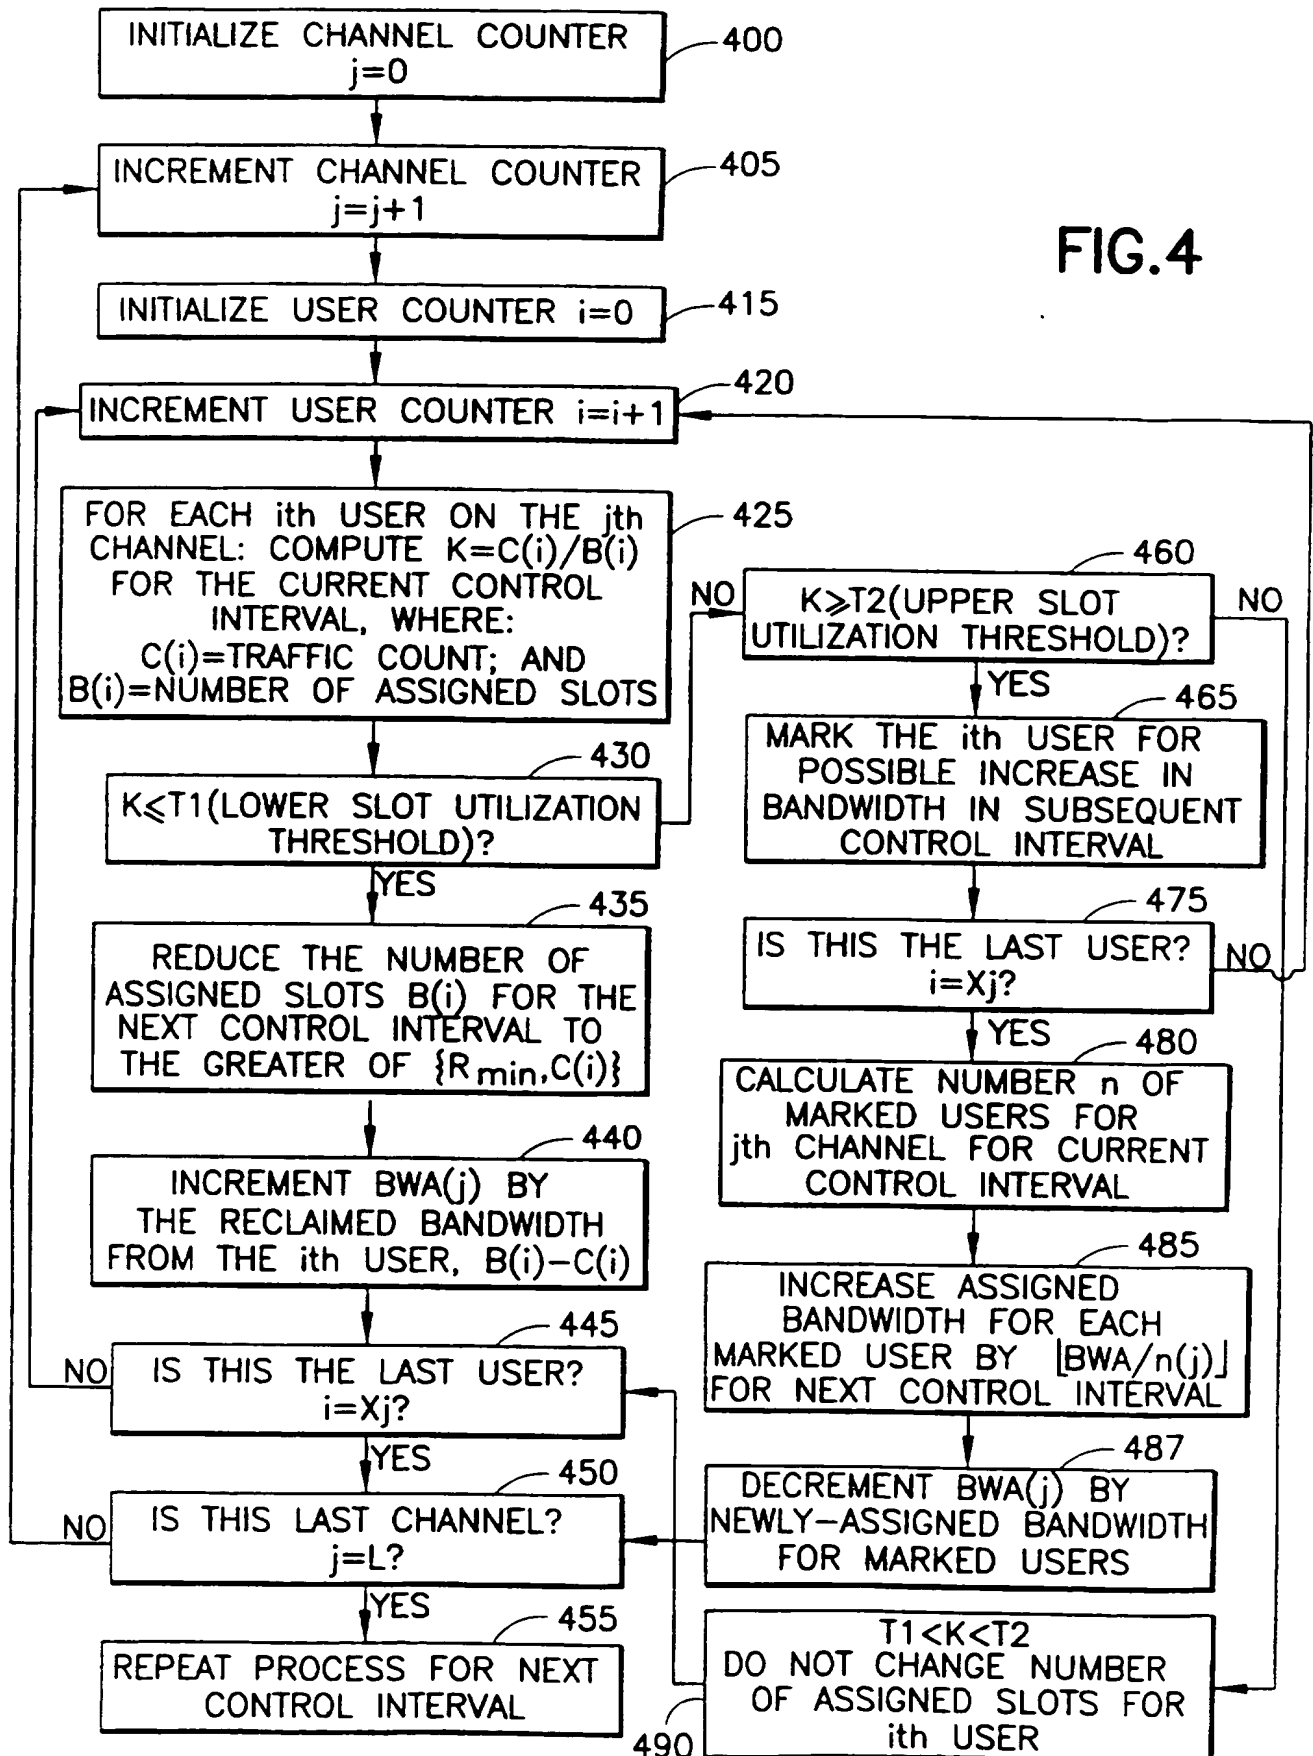 INITIALIZE CHANNEL COUNTER
j=0
400
INCREMENT CHANNEL COUNTER
j=j+1
405
FIG.4
INITIALIZE USER COUNTER i=0
415
420
INCREMENT USER COUNTER i=i+1
FOR EACH ith USER ON THE jth
CHANNEL: COMPUTE K=C(i)/B(i)
FOR THE CURRENT CONTROL
INTERVAL, WHERE:
C(i)=TRAFFIC COUNT; AND
B(i)=NUMBER OF ASSIGNED SLOTS
425
430
K⩽T1(LOWER SLOT UTILIZATION
THRESHOLD)?
NO
YES
435
REDUCE THE NUMBER OF
ASSIGNED SLOTS B(i) FOR THE
NEXT CONTROL INTERVAL TO
THE GREATER OF {Rmin,C(i)}
440
INCREMENT BWA(j) BY
THE RECLAIMED BANDWIDTH
FROM THE ith USER, B(i)−C(i)
445
IS THIS THE LAST USER?
i=Xj?
NO
YES
450
IS THIS LAST CHANNEL?
j=L?
NO
YES
455
REPEAT PROCESS FOR NEXT
CONTROL INTERVAL
460
K⩾T2(UPPER SLOT
UTILIZATION THRESHOLD)?
NO
YES
465
MARK THE ith USER FOR
POSSIBLE INCREASE IN
BANDWIDTH IN SUBSEQUENT
CONTROL INTERVAL
475
IS THIS THE LAST USER?
i=Xj?
NO
YES
480
CALCULATE NUMBER n OF
MARKED USERS FOR
jth CHANNEL FOR CURRENT
CONTROL INTERVAL
485
INCREASE ASSIGNED
BANDWIDTH FOR EACH
MARKED USER BY ⌊BWA/n(j)⌋
FOR NEXT CONTROL INTERVAL
487
DECREMENT BWA(j) BY
NEWLY-ASSIGNED BANDWIDTH
FOR MARKED USERS
T1<K<T2
DO NOT CHANGE NUMBER
OF ASSIGNED SLOTS FOR
ith USER
490